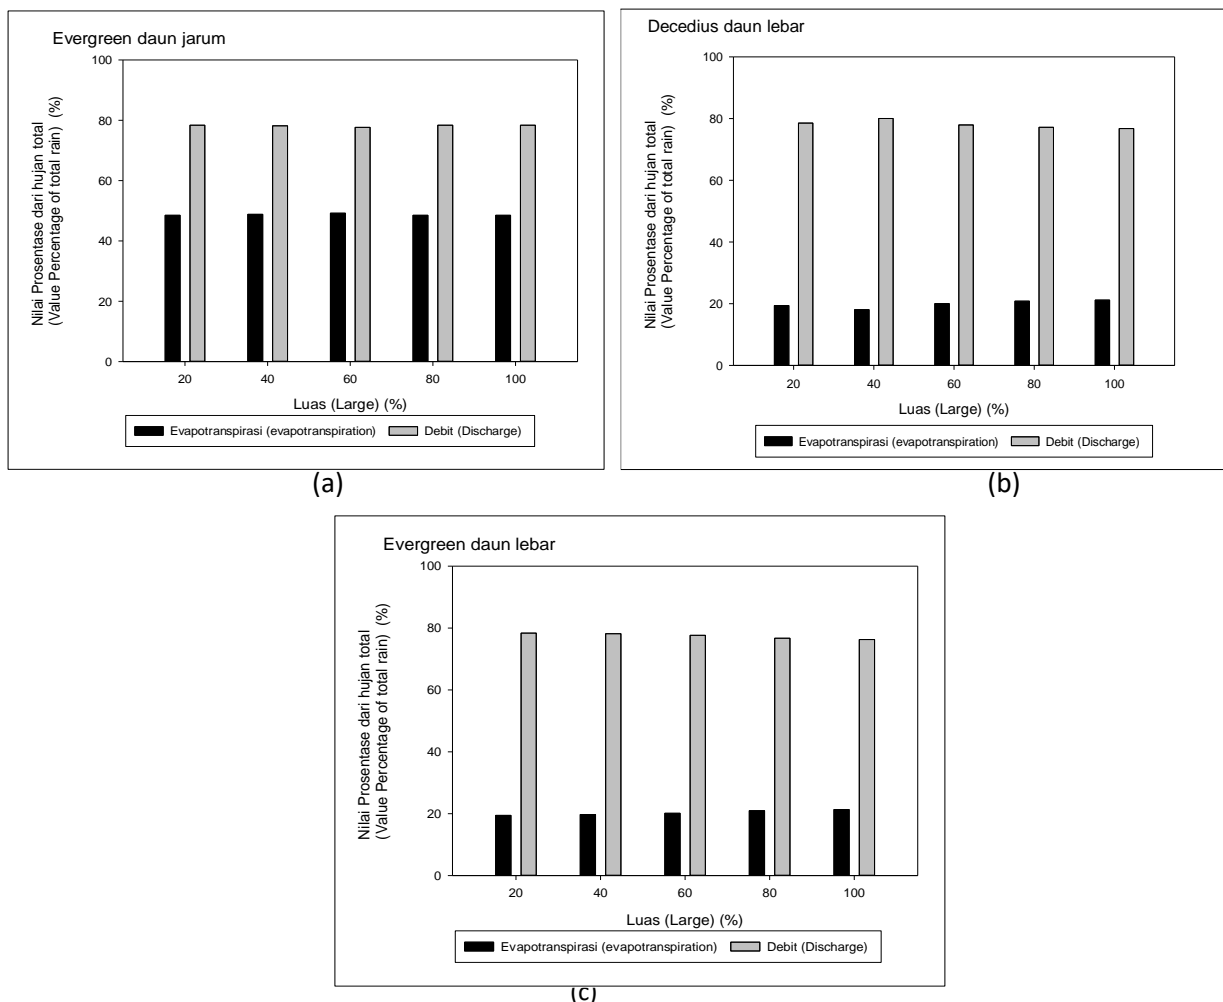 Evergreen daun jarum
Nilai Prosentase dari hujan total
(Value Percentage of total rain) (%)
100
80
60
40
20
0
20 40 60 80 100
Luas (Large) (%)
Evapotranspirasi (evapotranspiration) Debit (Discharge)
(a)
Decedius daun lebar
Nilai Prosentase dari hujan total
(Value Percentage of total rain) (%)
100
80
60
40
20
0
20 40 60 80 100
Luas (Large) (%)
Evapotranspirasi (evapotranspiration) Debit (Discharge)
(b)
Evergreen daun lebar
Nilai Prosentase dari hujan total
(Value Percentage of total rain) (%)
100
80
60
40
20
0
20 40 60 80 100
Luas (Large) (%)
Evapotranspirasi (evapotranspiration) Debit (Discharge)
(c)